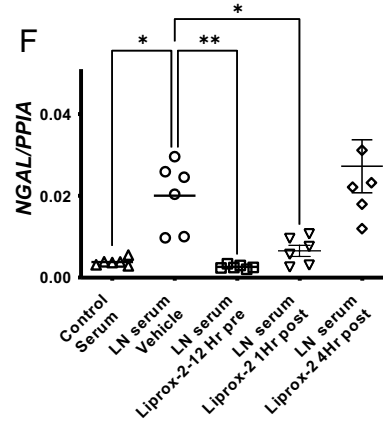 F
*
*
**
NGAL/PPIA
0.04
0.02
0.00
Control
Serum
LN serum
Vehicle
LN serum
Liprox-2-12 Hr pre
LN serum
Liprox-2 1Hr post
LN serum
Liprox-2 4Hr post